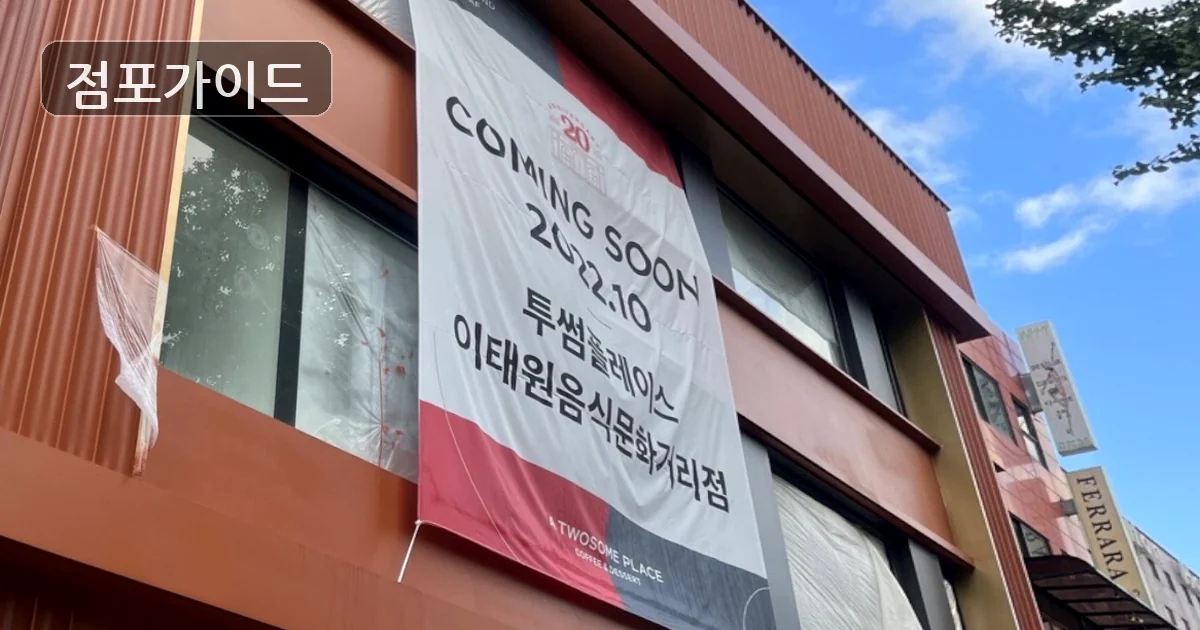 점포가이드
20
COMING SOON
2022.10
투썸플레이스
이태원음식문화거리점
A TWOSOME PLACE
COFFEE & DESSERT
FERRARA